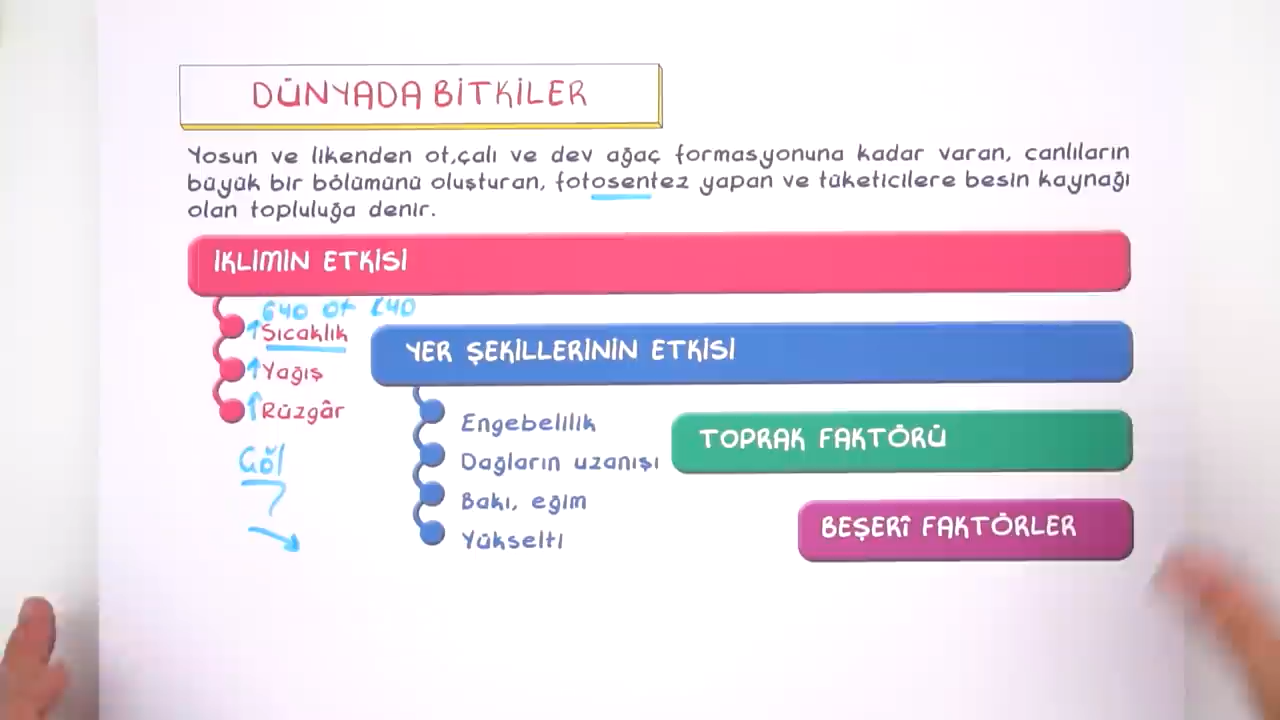 DÜNYADA BİTKİLER
Yosun ve likenden ot,çalı ve dev ağaç formasyonuna kadar varan, canlıların
büyük bir bölümünü oluşturan, fotosentez yapan ve tüketicilere besin kaynağı
olan topluluğa denir.
İKLİMİN ETKİSİ
Sıcaklık
Yağış
Rüzgâr
Çöl
YER ŞEKİLLERİNİN ETKİSİ
Engebelilik
Dağların uzanışı
Bakı, eğim
Yükselti
TOPRAK FAKTÖRÜ
BEŞERÎ FAKTÖRLER